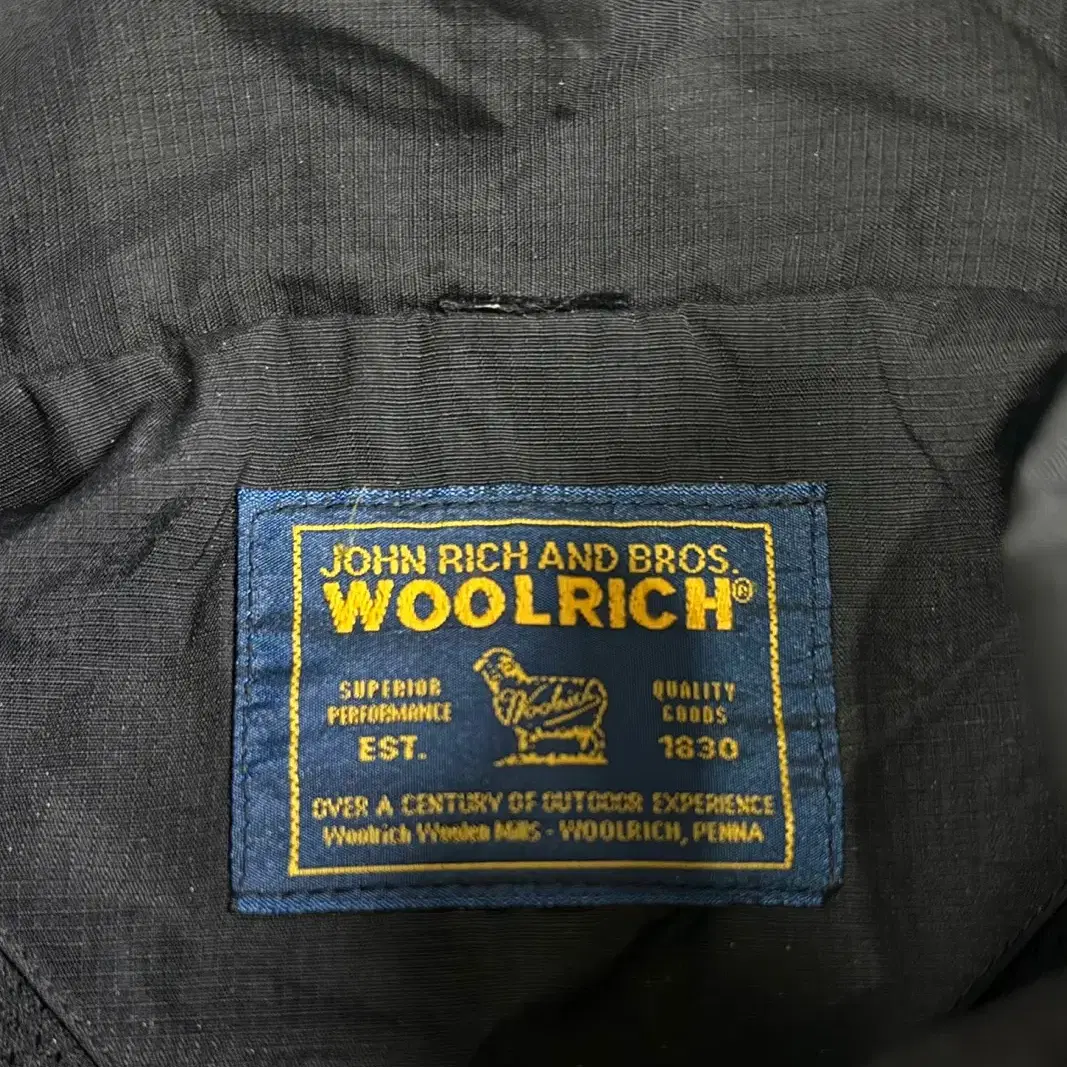 JOHN RICH AND BROS.
WOOLRICH®
SUPERIOR
PERFORMANCE
EST.
Woolrich
QUALITY
GOODS
1830
OVER A CENTURY OF OUTDOOR EXPERIENCE
Woolrich Woolen Mills - WOOLRICH, PENNA